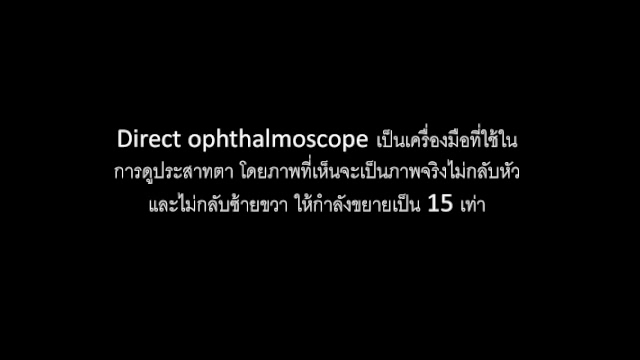 Direct ophthalmoscope เป็นเครื่องมือที่ใช้ใน
การดูประสาทตา โดยภาพที่เห็นจะเป็นภาพจริงไม่กลับหัว
และไม่กลับซ้ายขวา ให้กำลังขยายเป็น 15 เท่า